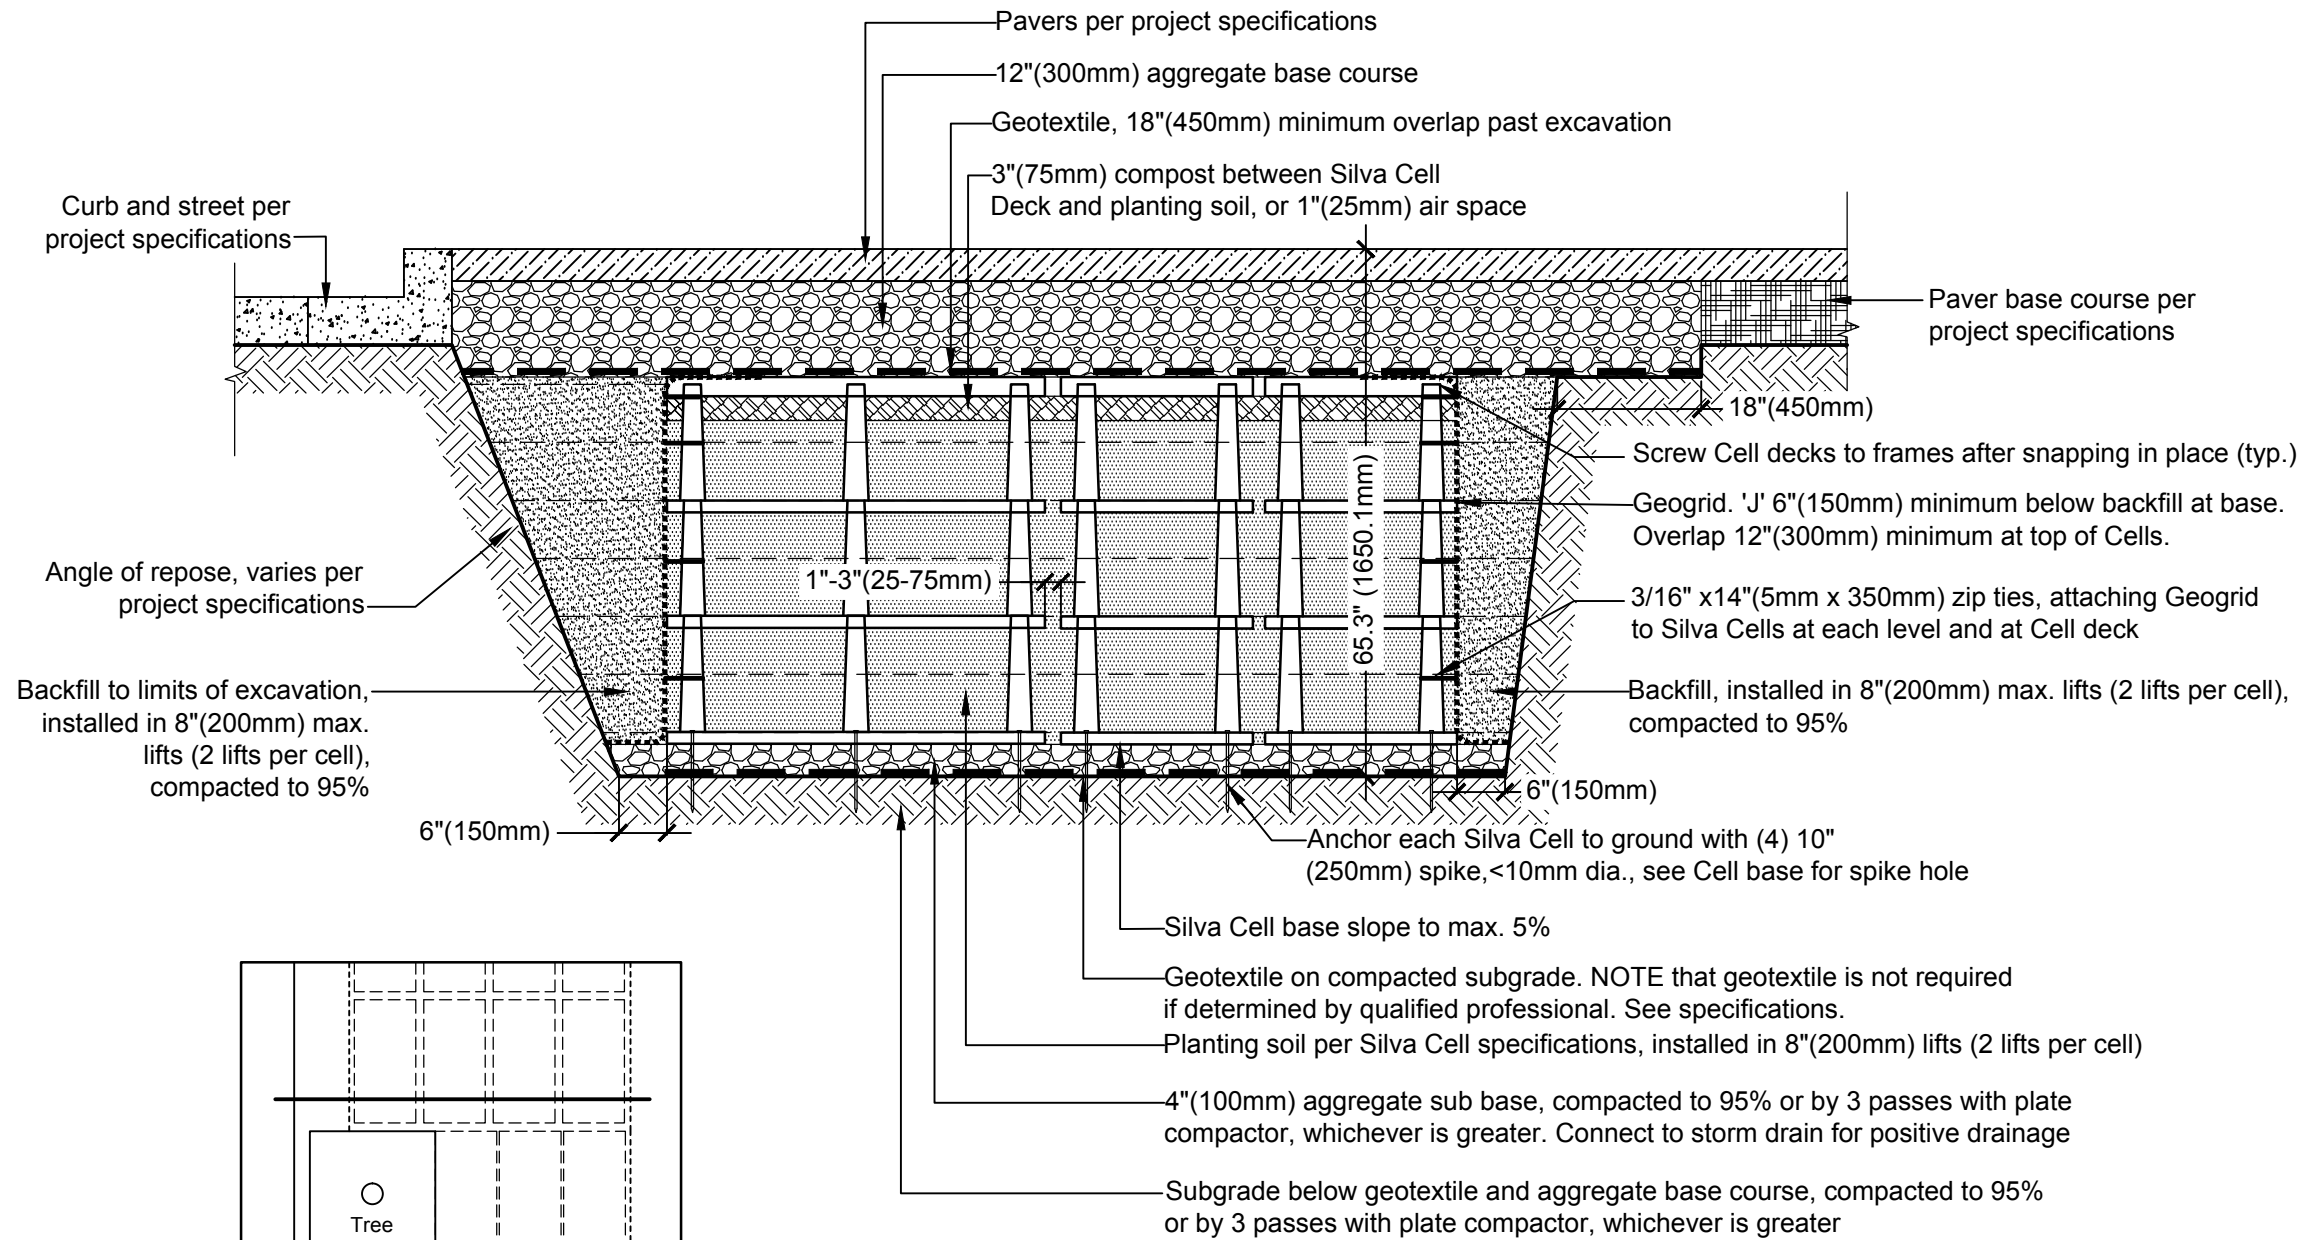 Pavers per project specifications
12"(300mm) aggregate base course
Geotextile, 18"(450mm) minimum overlap past excavation
3"(75mm) compost between Silva Cell
Deck and planting soil, or 1"(25mm) air space
Curb and street per
project specifications
Paver base course per
project specifications
18"(450mm)
Screw Cell decks to frames after snapping in place (typ.)
Geogrid. 'J' 6"(150mm) minimum below backfill at base.
Overlap 12"(300mm) minimum at top of Cells.
65.3" (1650.1mm)
1"-3"(25-75mm)
Angle of repose, varies per
project specifications
3/16" x14"(5mm x 350mm) zip ties, attaching Geogrid
to Silva Cells at each level and at Cell deck
Backfill to limits of excavation,
installed in 8"(200mm) max.
lifts (2 lifts per cell),
compacted to 95%
Backfill, installed in 8"(200mm) max. lifts (2 lifts per cell),
compacted to 95%
6"(150mm)
6"(150mm)
Anchor each Silva Cell to ground with (4) 10"
(250mm) spike,<10mm dia., see Cell base for spike hole
Silva Cell base slope to max. 5%
Geotextile on compacted subgrade. NOTE that geotextile is not required
if determined by qualified professional. See specifications.
Planting soil per Silva Cell specifications, installed in 8"(200mm) lifts (2 lifts per cell)
4"(100mm) aggregate sub base, compacted to 95% or by 3 passes with plate
compactor, whichever is greater. Connect to storm drain for positive drainage
Subgrade below geotextile and aggregate base course, compacted to 95%
or by 3 passes with plate compactor, whichever is greater
Tree